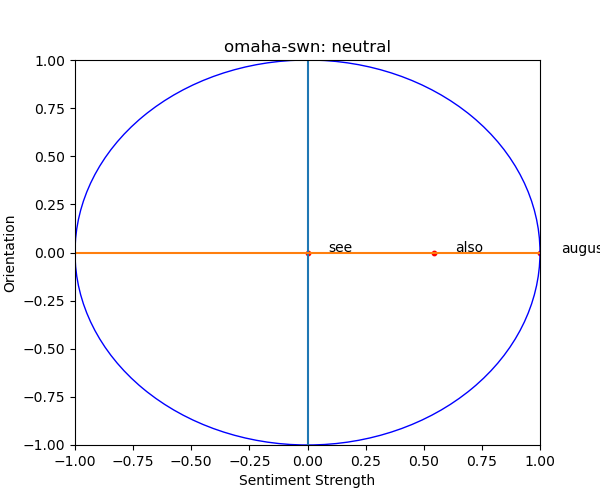 omaha-swn: neutral
1.00
0.75
0.50
0.25
0.00
−0.25
−0.50
−0.75
−1.00
Orientation
see also augus
−1.00 −0.75 −0.50 −0.25 0.00 0.25 0.50 0.75 1.00
Sentiment Strength